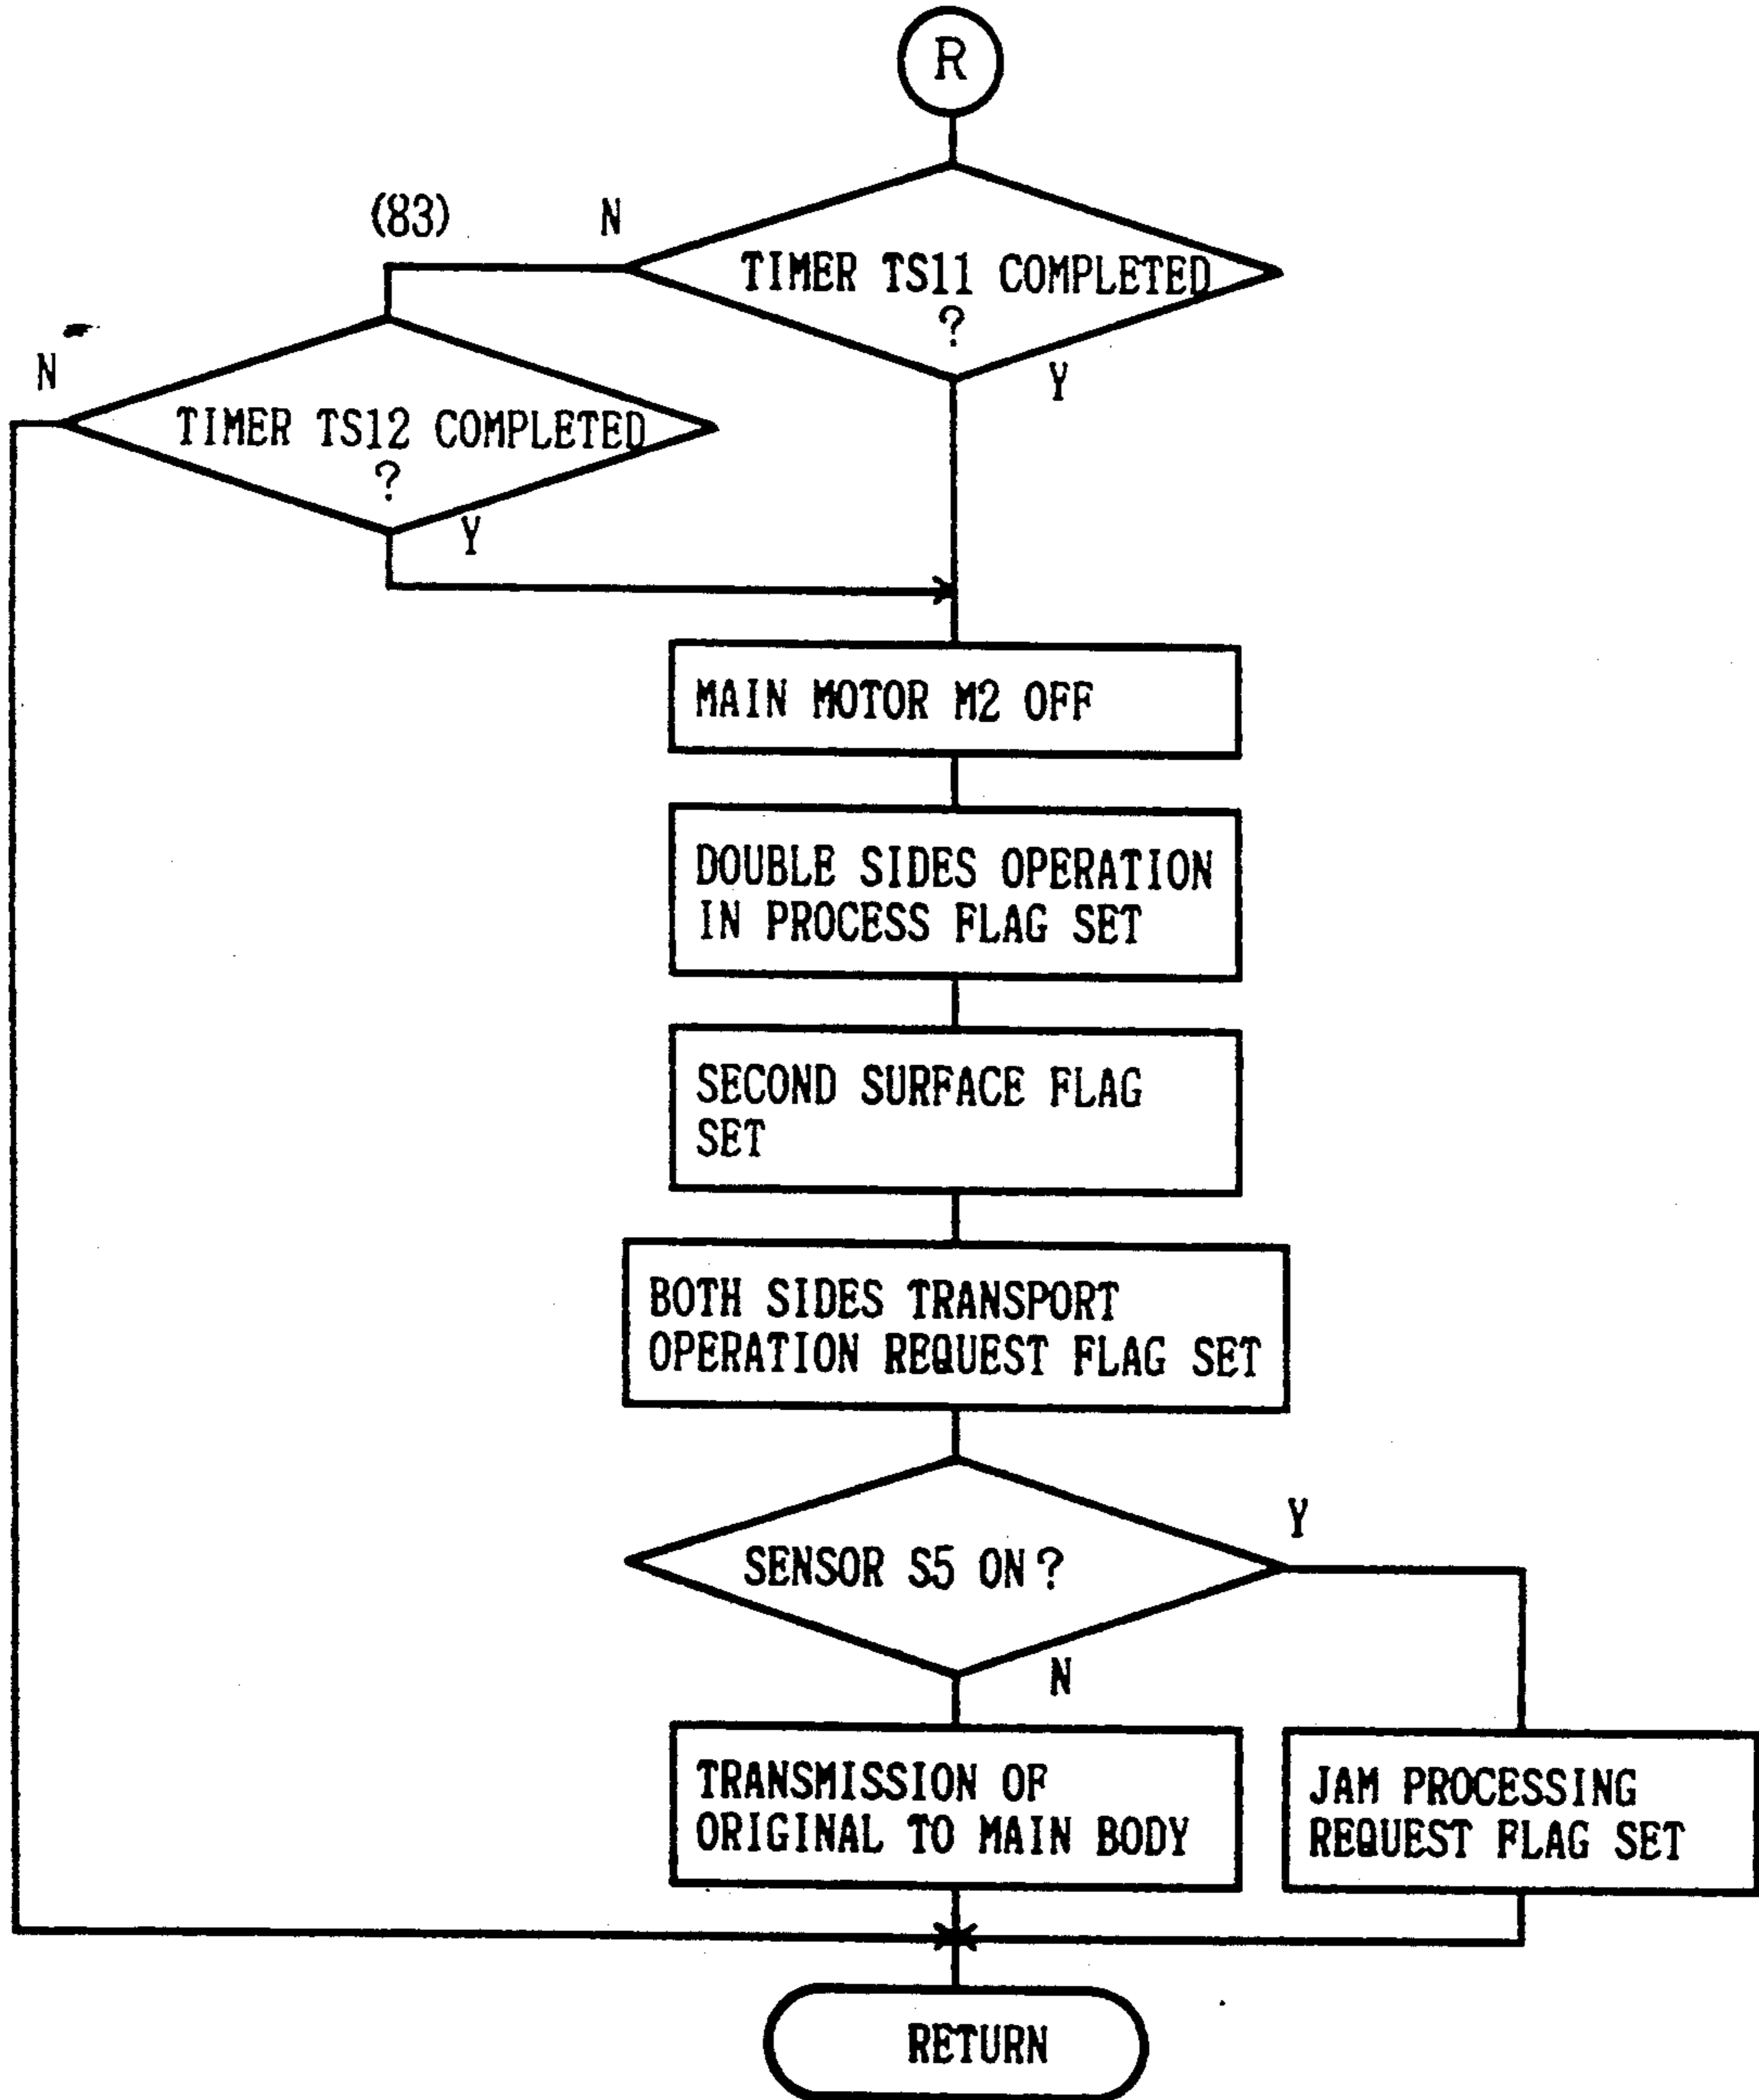 R
(83)
N
TIMER TS11 COMPLETED
?
Y
N
TIMER TS12 COMPLETED
?
Y
MAIN MOTOR M2 OFF
DOUBLE SIDES OPERATION
IN PROCESS FLAG SET
SECOND SURFACE FLAG
SET
BOTH SIDES TRANSPORT
OPERATION REQUEST FLAG SET
SENSOR S5 ON?
Y
N
TRANSMISSION OF
ORIGINAL TO MAIN BODY
JAM PROCESSING
REQUEST FLAG SET
RETURN